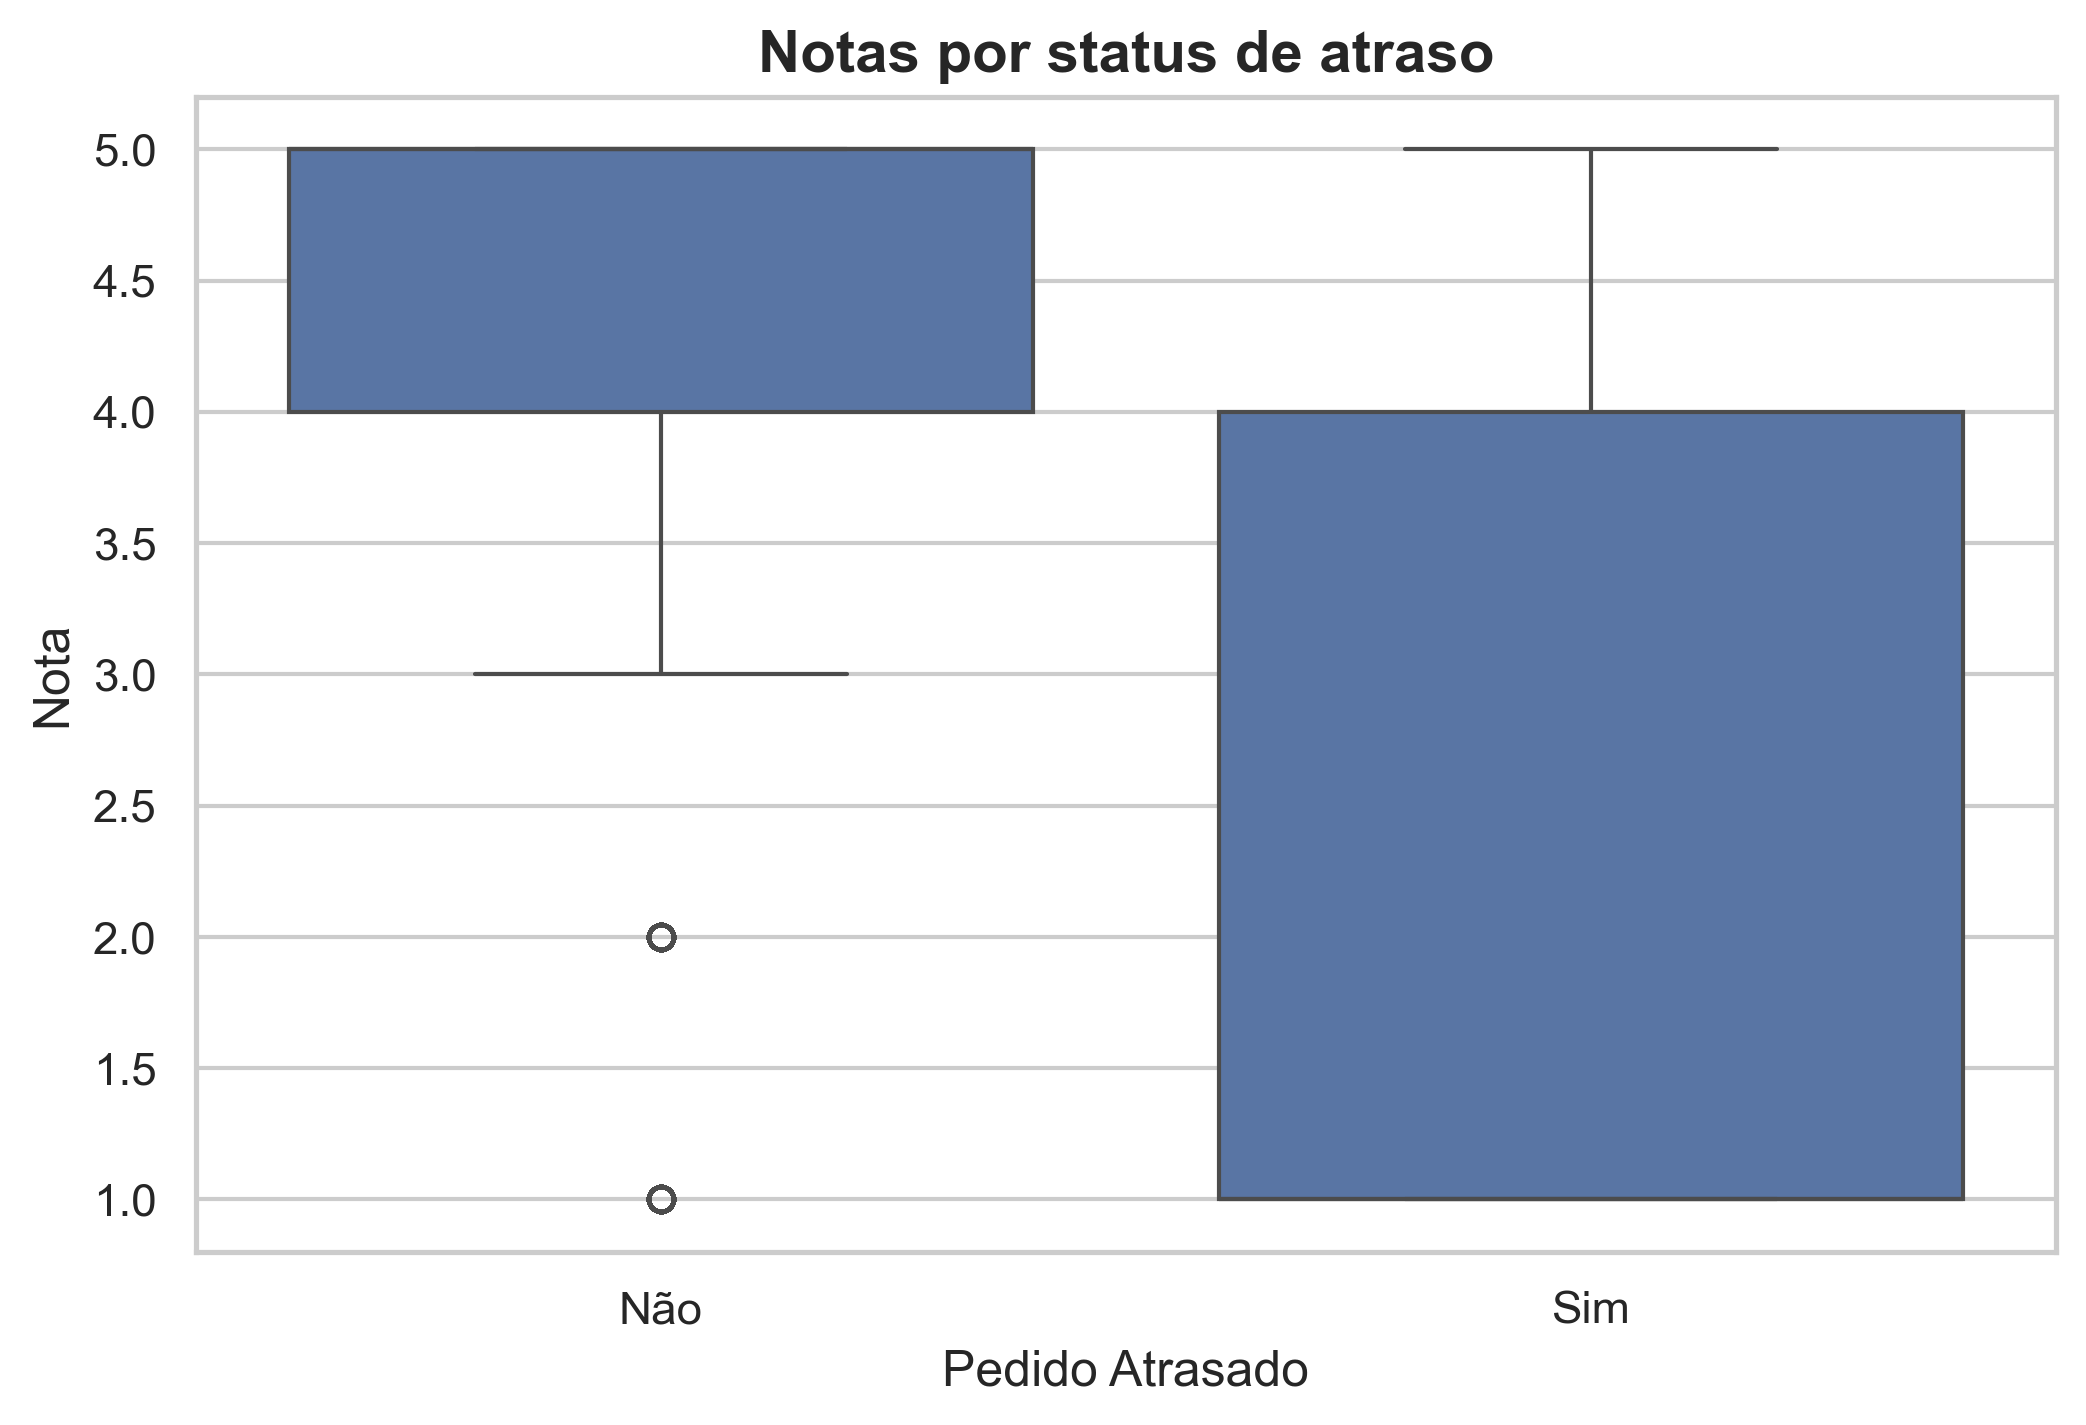 Notas por status de atraso
5.0
4.5
4.0
3.5
3.0
2.5
2.0
1.5
1.0
Nota
Não
Sim
Pedido Atrasado